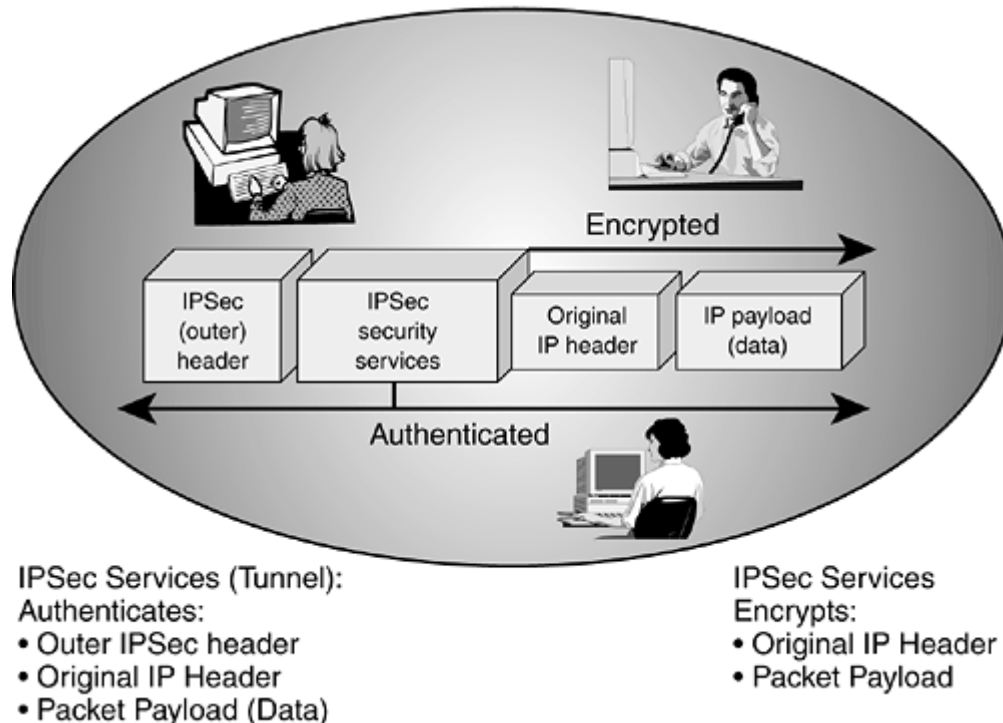 Encrypted
IPSec
(outer)
header
IPSec
security
services
Original
IP header
IP payload
(data)
Authenticated
IPSec Services (Tunnel):
Authenticates:
• Outer IPSec header
• Original IP Header
• Packet Payload (Data)
IPSec Services
Encrypts:
• Original IP Header
• Packet Payload